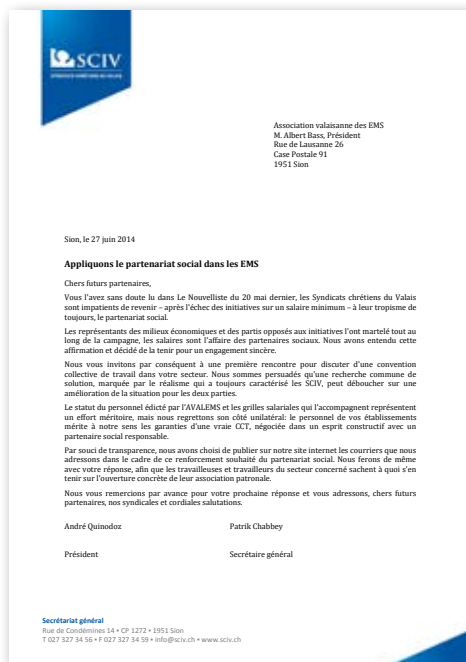 SCIV
Association valaisanne des EMS
M. Albert Bass, Président
Rue de Lausanne 26
Case Postale 91
1951 Sion
Sion, le 27 juin 2014
Appliquons le partenariat social dans les EMS
Chers futurs partenaires,
Vous l'avez sans doute lu dans Le Nouvelliste du 20 mai dernier, les Syndicats chrétiens du Valais
sont impatients de revenir – après l'échec des initiatives sur un salaire minimum – à leur tropisme de
toujours, le partenariat social.
Les représentants des milieux économiques et des partis opposés aux initiatives l'ont martelé tout au
long de la campagne, les salaires sont l'affaire des partenaires sociaux. Nous avons entendu cette
affirmation et décidé de la tenir pour un engagement sincère.
Nous vous invitons par conséquent à une première rencontre pour discuter d'une convention
collective de travail dans votre secteur. Nous sommes persuadés qu'une recherche commune de
solution, marquée par le réalisme qui a toujours caractérisé les SCIV, peut déboucher sur une
amélioration de la situation pour les deux parties.
Le statut du personnel édicté par l'AVALEMS et les grilles salariales qui l'accompagnent représentent
un effort méritoire, mais nous regrettons son côté unilatéral: le personnel de vos établissements
mérite à notre sens les garanties d'une vraie CCT, négociée dans un esprit constructif avec un
partenaire social responsable.
Par souci de transparence, nous avons choisi de publier sur notre site internet les courriers que nous
adressons dans le cadre de ce renforcement souhaité du partenariat social. Nous ferons de même
avec votre réponse, afin que les travailleuses et travailleurs du secteur concerné sachent à quoi s'en
tenir sur l'ouverture concrète de leur association patronale.
Nous vous remercions par avance pour votre prochaine réponse et vous adressons, chers futurs
partenaires, nos syndicales et cordiales salutations.
André Quinodoz Patrik Chabbey
Président Secrétaire général
Secrétariat général
Rue de Condémines 14 • CP 1272 • 1951 Sion
T 027 327 34 56 • F 027 327 34 59 • info@sciv.ch • www.sciv.ch